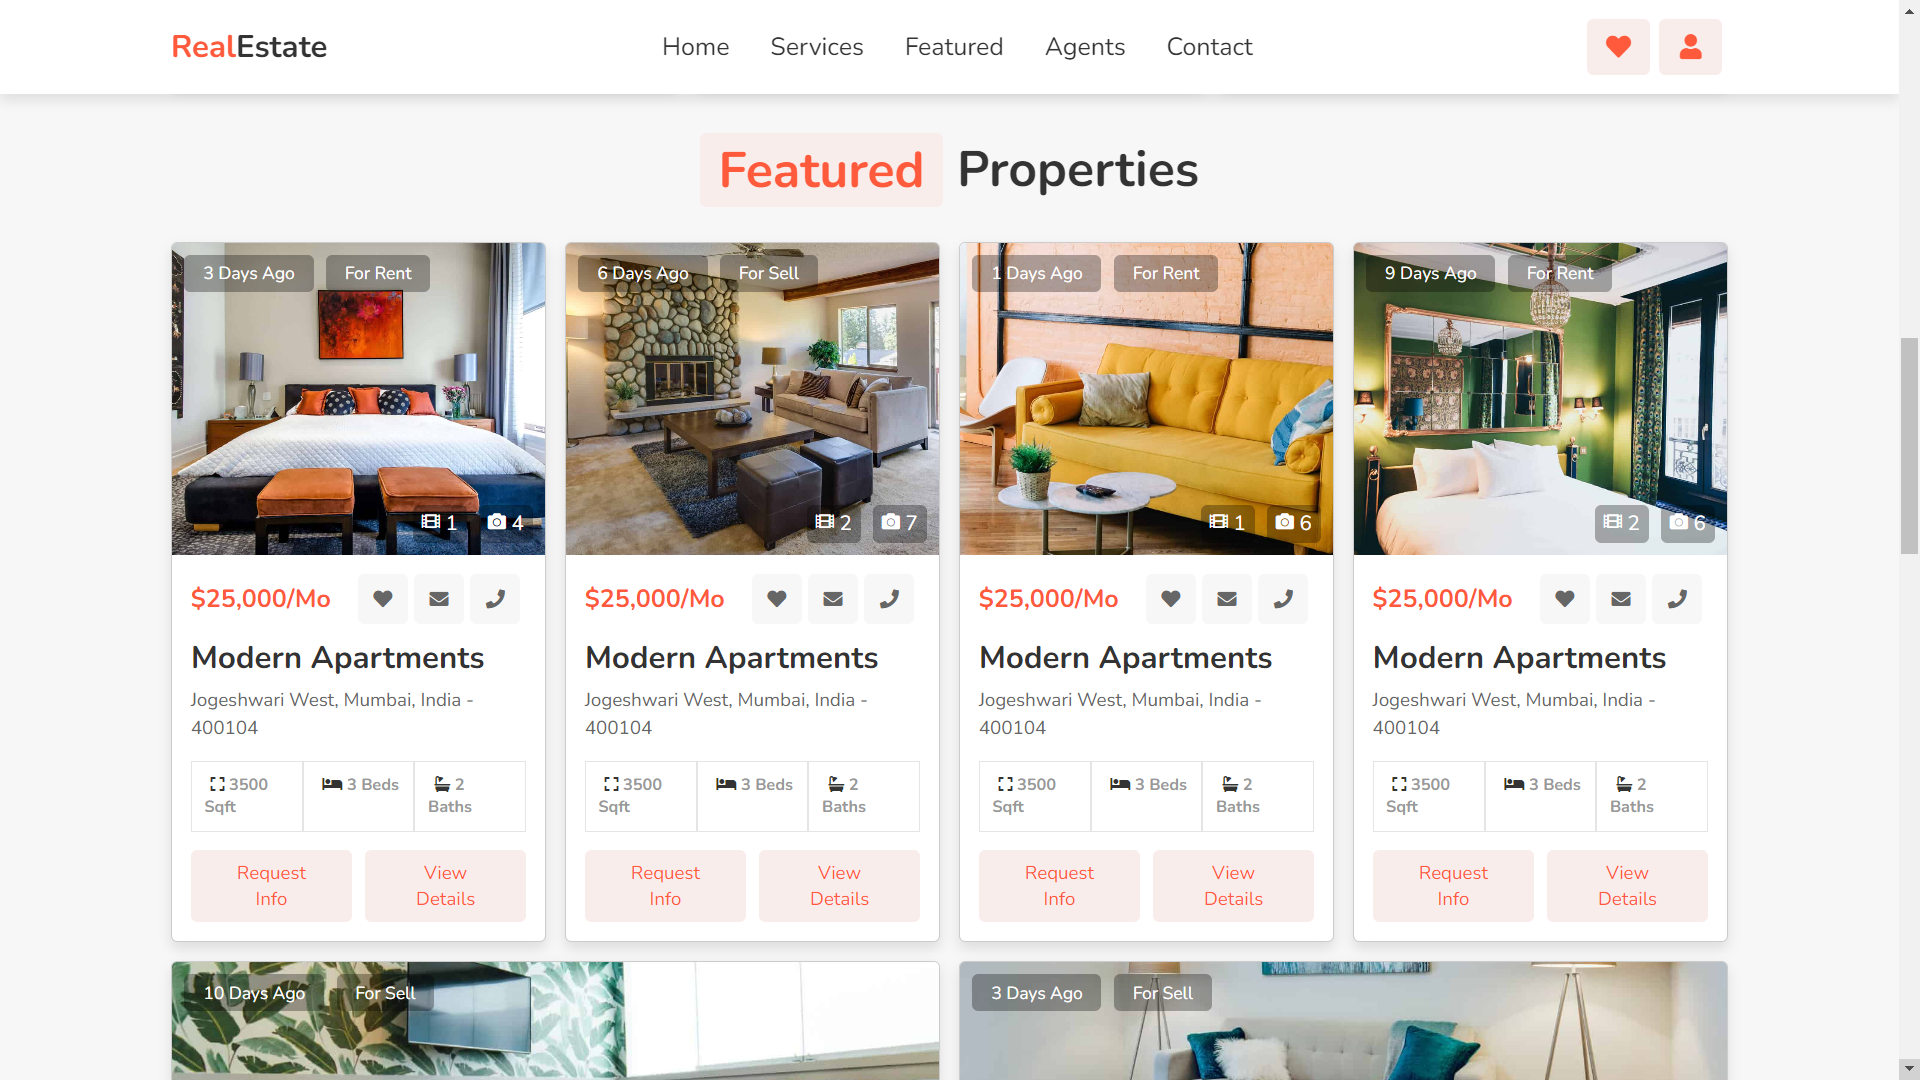 RealEstate
Home Services Featured Agents Contact
Featured Properties
3 Days Ago For Rent
1 4
$25,000/Mo
Modern Apartments
Jogeshwari West, Mumbai, India -
400104
3500
Sqft
3 Beds
2
Baths
Request
Info
View
Details
6 Days Ago For Sell
2 7
$25,000/Mo
Modern Apartments
Jogeshwari West, Mumbai, India -
400104
3500
Sqft
3 Beds
2
Baths
Request
Info
View
Details
1 Days Ago For Rent
1 6
$25,000/Mo
Modern Apartments
Jogeshwari West, Mumbai, India -
400104
3500
Sqft
3 Beds
2
Baths
Request
Info
View
Details
9 Days Ago For Rent
2 6
$25,000/Mo
Modern Apartments
Jogeshwari West, Mumbai, India -
400104
3500
Sqft
3 Beds
2
Baths
Request
Info
View
Details
10 Days Ago For Sell
3 Days Ago For Sell